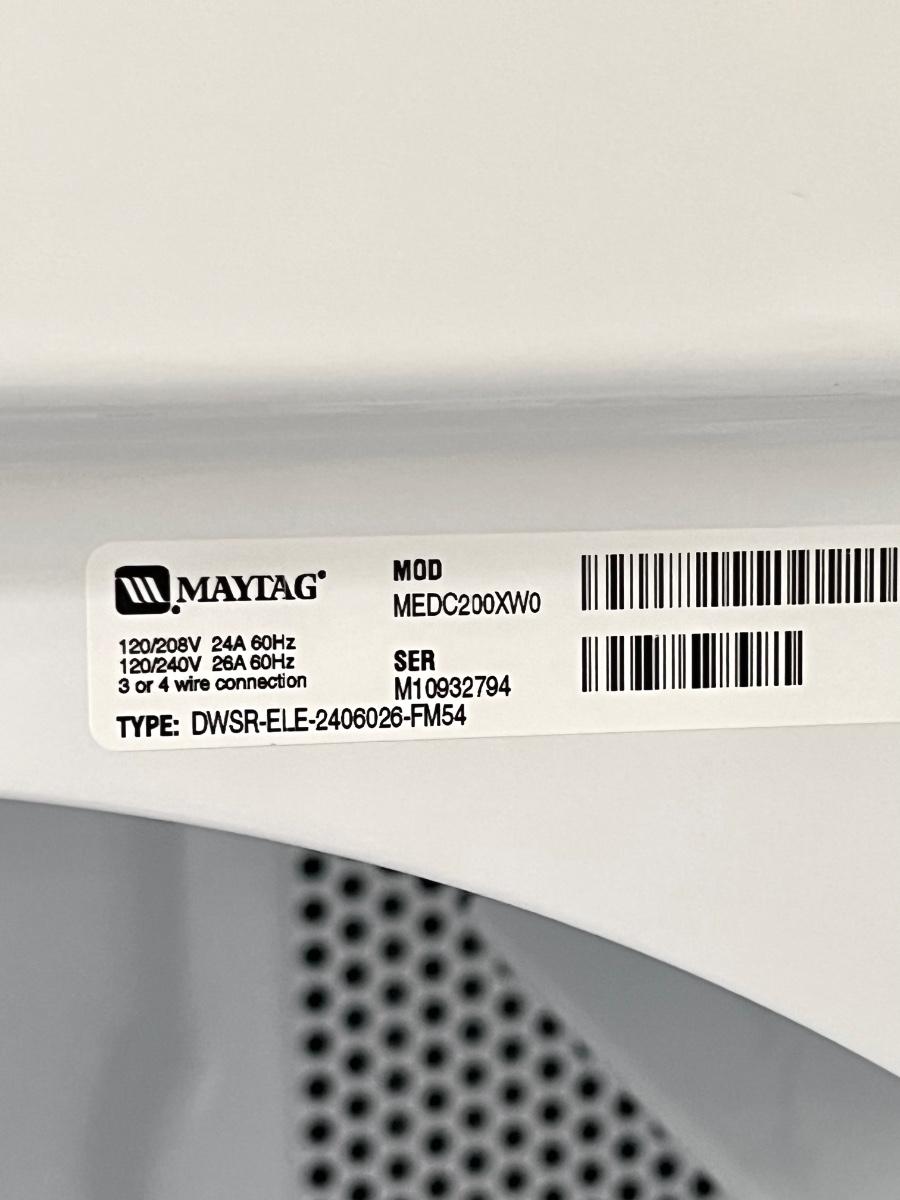 MAYTAG
120/208V 24A 60Hz
120/240V 26A 60Hz
3 or 4 wire connection
TYPE: DWSR-ELE-2406026-FM54
MOD
MEDC200XW0
SER
M10932794